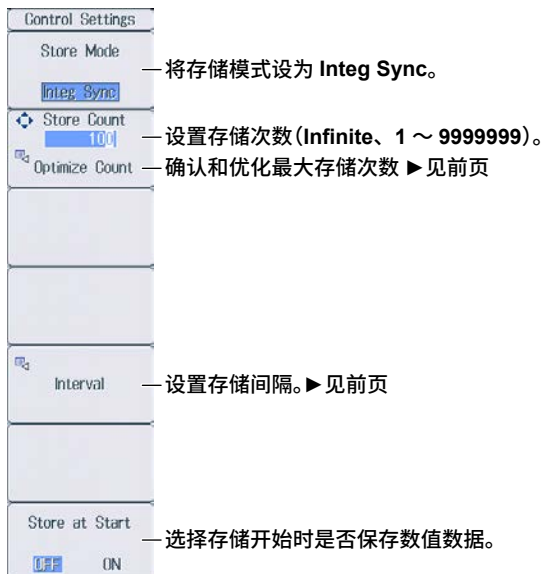 Control Settings
Store Mode
Integ Sync
将存储模式设为 Integ Sync。
Store Count
100
设置存储次数(Infinite、1 ～ 9999999)。
Optimize Count
确认和优化最大存储次数 ►见前页
Interval
设置存储间隔。►见前页
Store at Start
OFF ON
选择存储开始时是否保存数值数据。